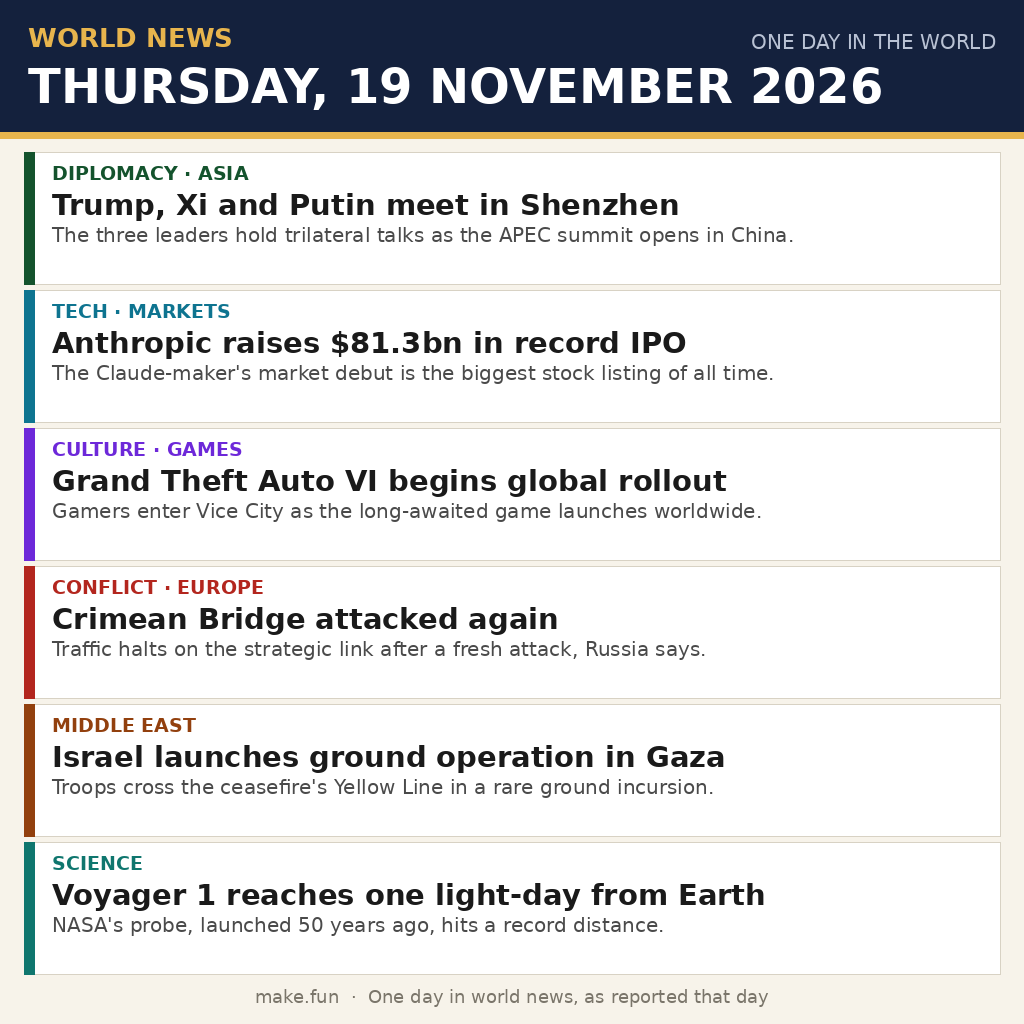 WORLD NEWS
ONE DAY IN THE WORLD
THURSDAY, 19 NOVEMBER 2026
DIPLOMACY · ASIA
Trump, Xi and Putin meet in Shenzhen
The three leaders hold trilateral talks as the APEC summit opens in China.
TECH · MARKETS
Anthropic raises $81.3bn in record IPO
The Claude-maker's market debut is the biggest stock listing of all time.
CULTURE · GAMES
Grand Theft Auto VI begins global rollout
Gamers enter Vice City as the long-awaited game launches worldwide.
CONFLICT · EUROPE
Crimean Bridge attacked again
Traffic halts on the strategic link after a fresh attack, Russia says.
MIDDLE EAST
Israel launches ground operation in Gaza
Troops cross the ceasefire's Yellow Line in a rare ground incursion.
SCIENCE
Voyager 1 reaches one light-day from Earth
NASA's probe, launched 50 years ago, hits a record distance.
make.fun · One day in world news, as reported that day